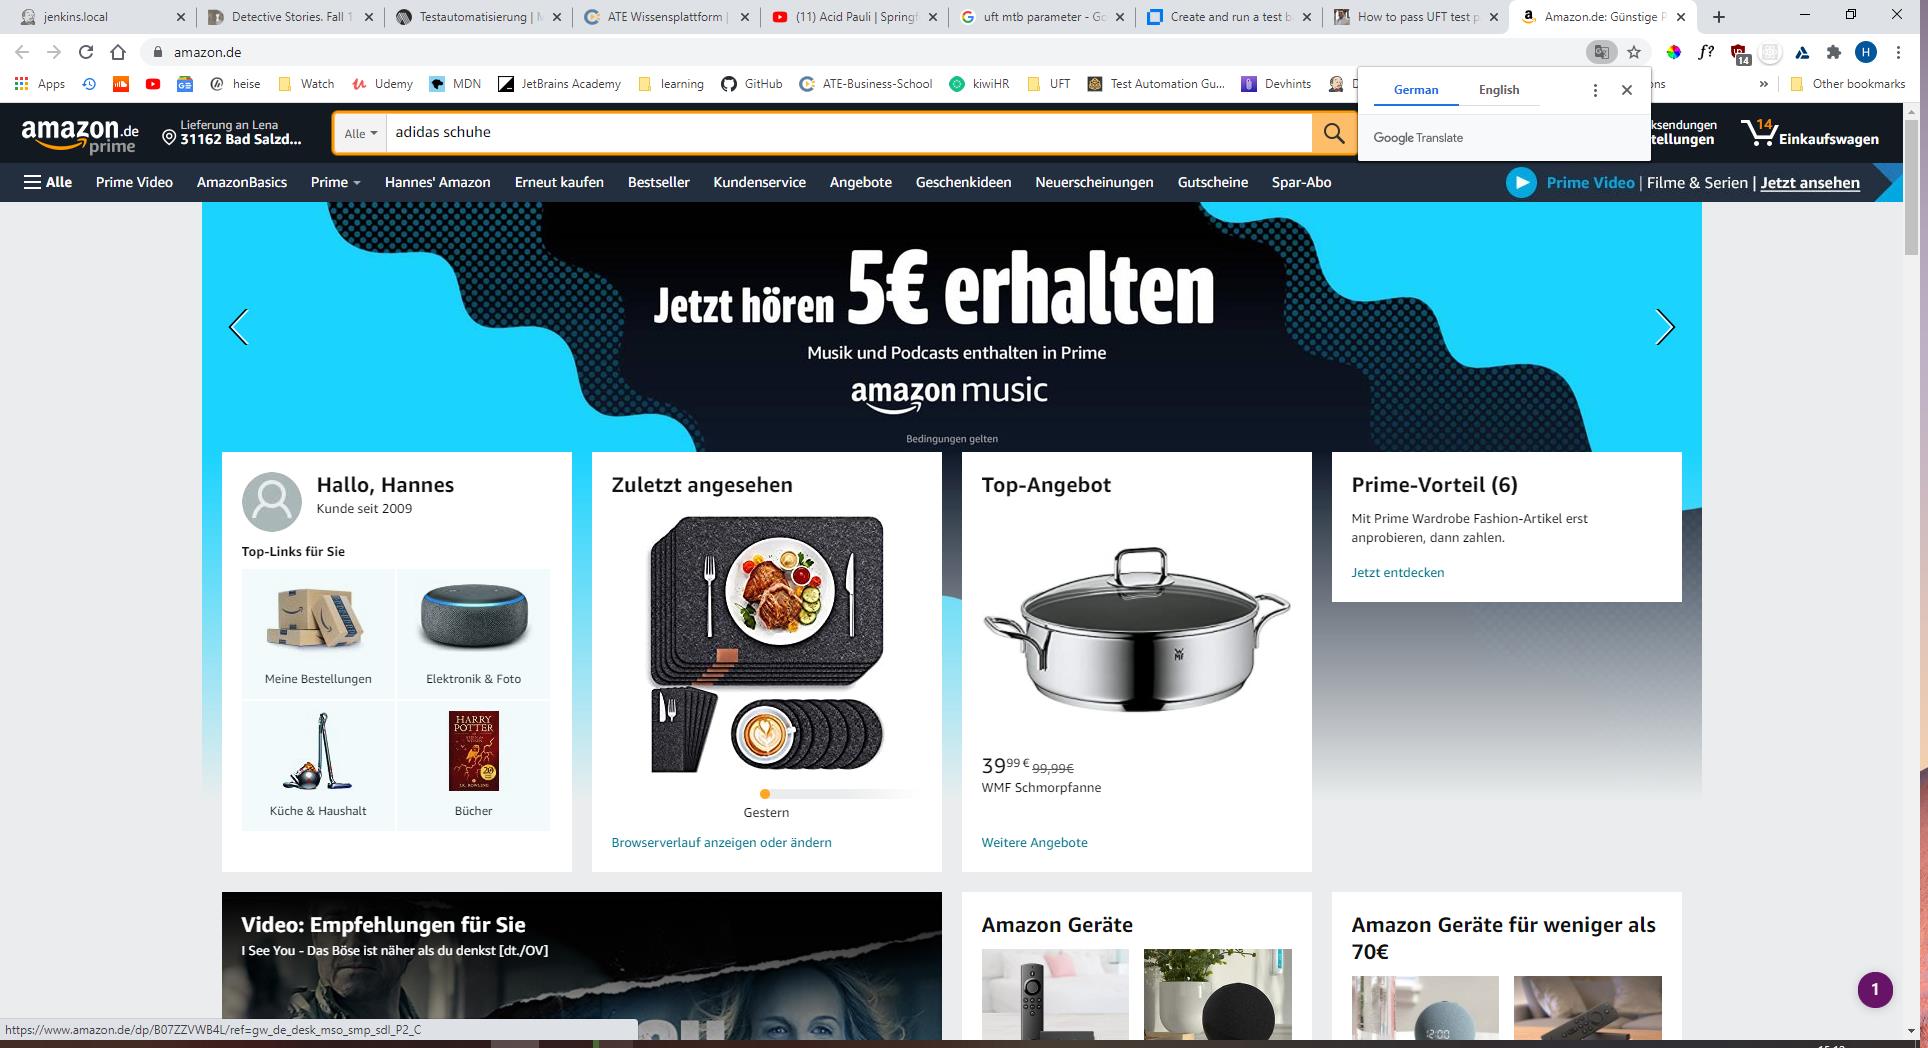 jenkins.local
Detective Stories. Fall 1
Testautomatisierung |
ATE Wissensplattform |
(11) Acid Pauli | Springf
uft mtb parameter - Go
Create and run a test b
How to pass UFT test p
Amazon.de: Günstige P
amazon.de
14
H
Apps
heise
Watch
Udemy
MDN
JetBrains Academy
learning
GitHub
ATE-Business-School
kiwiHR
UFT
Test Automation Gu...
Devhints
»
Other bookmarks
German
English
Google Translate
amazon.de
prime
Lieferung an Lena
31162 Bad Salzd...
Alle
adidas schuhe
ksendungen
tellungen
14
Einkaufswagen
Alle
Prime Video
AmazonBasics
Prime
Hannes' Amazon
Erneut kaufen
Bestseller
Kundenservice
Angebote
Geschenkideen
Neuerscheinungen
Gutscheine
Spar-Abo
Prime Video | Filme & Serien | Jetzt ansehen
Jetzt hören 5€ erhalten
Musik und Podcasts enthalten in Prime
amazon music
Bedingungen gelten
Hallo, Hannes
Kunde seit 2009
Top-Links für Sie
Meine Bestellungen
Elektronik & Foto
HARRY
POTTER
Küche & Haushalt
Bücher
Zuletzt angesehen
Gestern
Browserverlauf anzeigen oder ändern
Top-Angebot
WMF
39 99 € 99,99€
WMF Schmorpfanne
Weitere Angebote
Prime-Vorteil (6)
Mit Prime Wardrobe Fashion-Artikel erst
anprobieren, dann zahlen.
Jetzt entdecken
Video: Empfehlungen für Sie
I See You - Das Böse ist näher als du denkst [dt./OV]
Amazon Geräte
Amazon Geräte für weniger als
70€
12:00
1
https://www.amazon.de/dp/B07ZZVWB4L/ref=gw_de_desk_mso_smp_sdl_P2_C